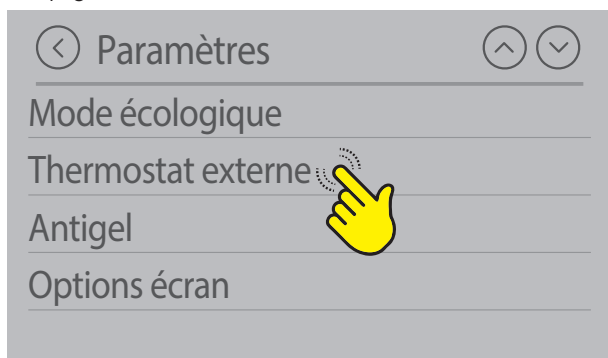 Paramètres
Mode écologique
Thermostat externe
Antigel
Options écran